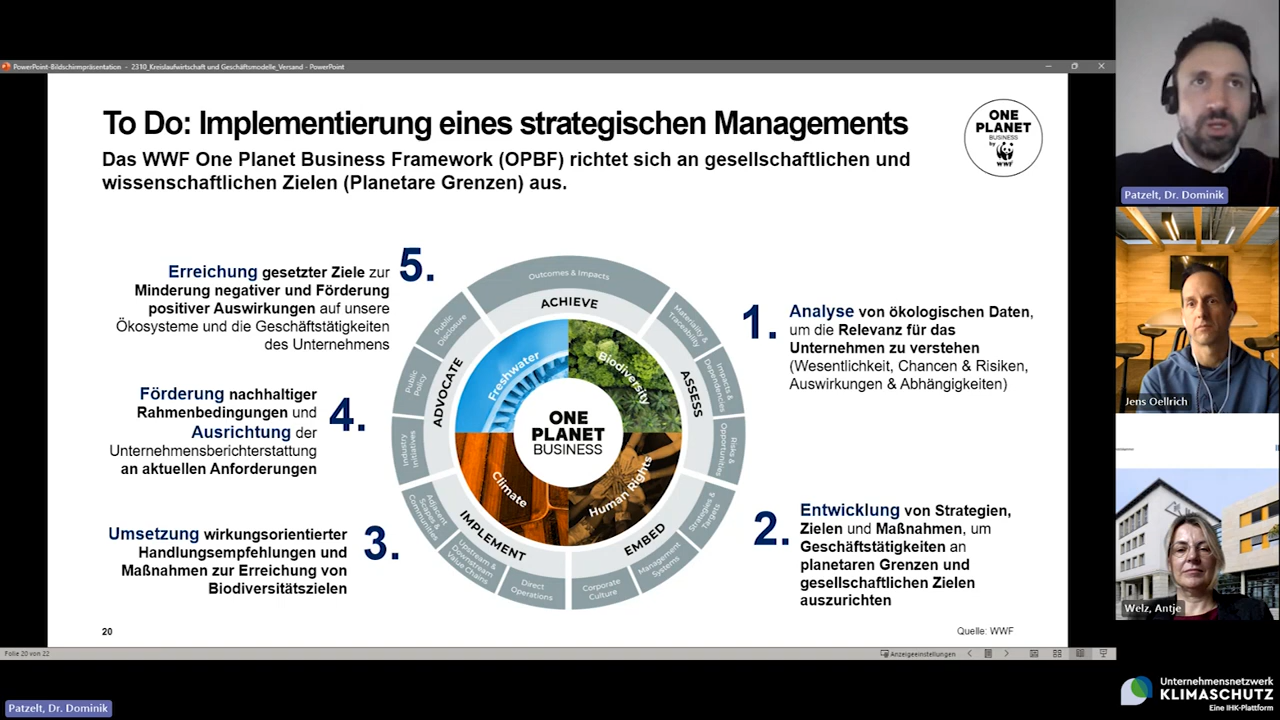 PowerPoint-Bildschirmpräsentation - 2310_Kreislaufwirtschaft und Geschäftsmodelle_Versand - PowerPoint
To Do: Implementierung eines strategischen Managements
Das WWF One Planet Business Framework (OPBF) richtet sich an gesellschaftlichen und
wissenschaftlichen Zielen (Planetare Grenzen) aus.
ONE
PLANET
BUSINESS
by
WWF
5.
Erreichung gesetzter Ziele zur
Minderung negativer und Förderung
positiver Auswirkungen auf unsere
Ökosysteme und die Geschäftstätigkeiten
des Unternehmens
4.
Förderung nachhaltiger
Rahmenbedingungen und
Ausrichtung der
Unternehmensberichterstattung
an aktuellen Anforderungen
3.
Umsetzung wirkungsorientierter
Handlungsempfehlungen und
Maßnahmen zur Erreichung von
Biodiversitätszielen
Outcomes & Impacts
ACHIEVE
Materiality &
Traceability
Impacts &
Dependencies
Risks &
Opportunities
ASSESS
Strategies &
Targets
Management
Systems
Corporate
Culture
EMBED
Direct
Operations
Upstream &
Downstream
Value Chains
Adjacent
Scapes &
Communities
IMPLEMENT
Industry
Initiatives
Public
Policy
Public
Disclosure
ADVOCATE
Freshwater
Biodiversity
Human Rights
Climate
ONE
PLANET
BUSINESS
1.
Analyse von ökologischen Daten,
um die Relevanz für das
Unternehmen zu verstehen
(Wesentlichkeit, Chancen & Risiken,
Auswirkungen & Abhängigkeiten)
2.
Entwicklung von Strategien,
Zielen und Maßnahmen, um
Geschäftstätigkeiten an
planetaren Grenzen und
gesellschaftlichen Zielen
auszurichten
20
Quelle: WWF
Folie 20 von 22
Anzeigeeinstellungen
Patzelt, Dr. Dominik
Jens Oellrich
Welz, Antje
Patzelt, Dr. Dominik
Unternehmensnetzwerk
KLIMASCHUTZ
Eine IHK-Plattform